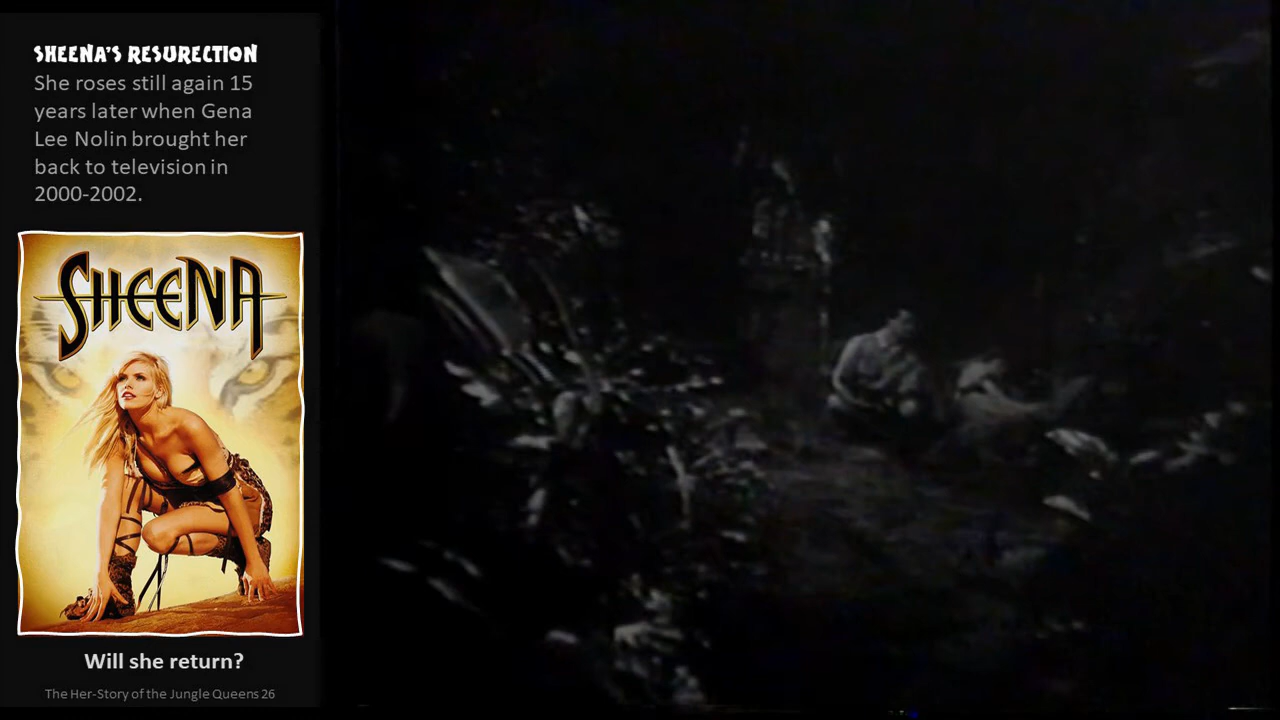 SHEENA'S RESURECTION
She roses still again 15
years later when Gena
Lee Nolin brought her
back to television in
2000-2002.
SHEENA
Will she return?
The Her-Story of the Jungle Queens 26